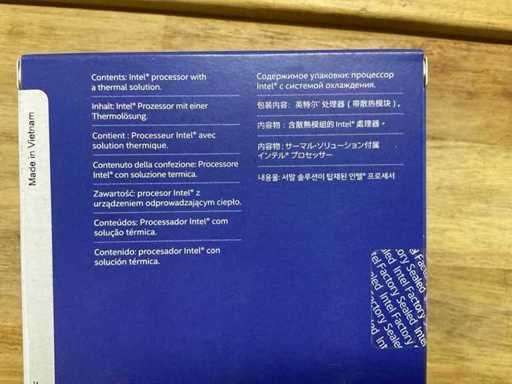 Contents: Intel® processor with
a thermal solution.
Inhalt: Intel® Prozessor mit einer
Thermolösung.
Contient : Processeur Intel® avec
solution thermique.
Contenuto della confezione: Processore
Intel® con soluzione termica.
Zawartość: procesor Intel® z
urządzeniem odprowadzającym ciepło.
Conteúdos: Processador Intel® com
solução térmica.
Contenido: procesador Intel® con
solución térmica.
Содержимое упаковки: процессор
Intel® с системой охлаждения.
包装内容：英特尔® 处理器（带散热模块）。
內容物：含散熱模組的 Intel® 處理器。
内容物：サーマル・ソリューション付属
インテル® プロセッサー
내용물: 서말 솔루션이 탑재된 인텔® 프로세서
Made in Vietnam
Intel Factory
Sealed Intel Factory
Sealed